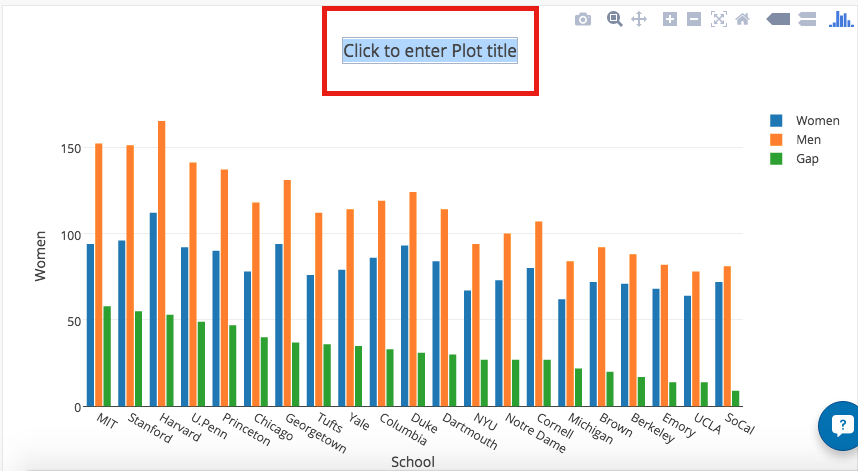 Click to enter Plot title
Women
Men
Gap
150
100
50
0
Women
MIT
Stanford
Harvard
U.Penn
Princeton
Chicago
Georgetown
Tufts
Yale
Columbia
Duke
Dartmouth
NYU
Notre Dame
Cornell
Michigan
Brown
Berkeley
Emory
UCLA
SoCal
School
?